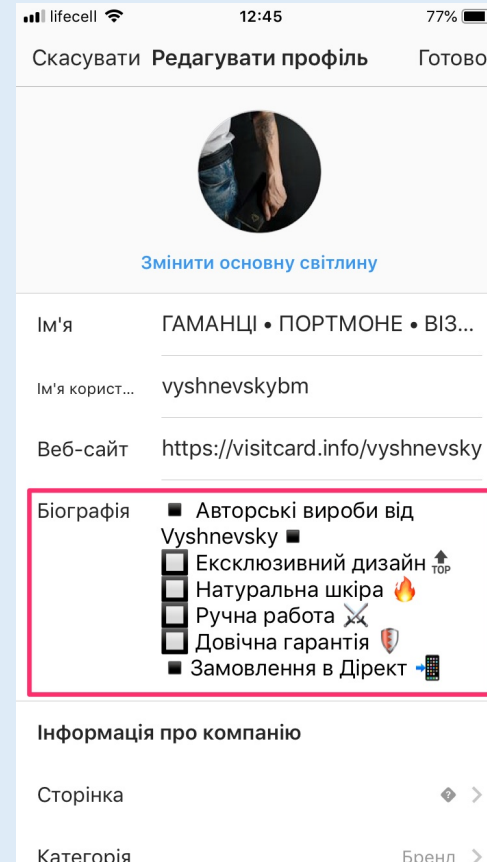 lifecell 12:45 77%
Скасувати Редагувати профіль Готово
Змінити основну світлину
Ім'я ГАМАНЦІ • ПОРТМОНЕ • ВІЗ...
Ім'я корист... vyshnevskybm
Веб-сайт https://visitcard.info/vyshnevsky
Біографія ▪️ Авторські вироби від
Vyshnevsky ▪️
🔲 Ексклюзивний дизайн 🔝
🔲 Натуральна шкіра 🔥
🔲 Ручна работа ⚔️
🔲 Довічна гарантія 🛡
▪️ Замовлення в Дірект 📲
Інформація про компанію
Сторінка
Категорія Бренд